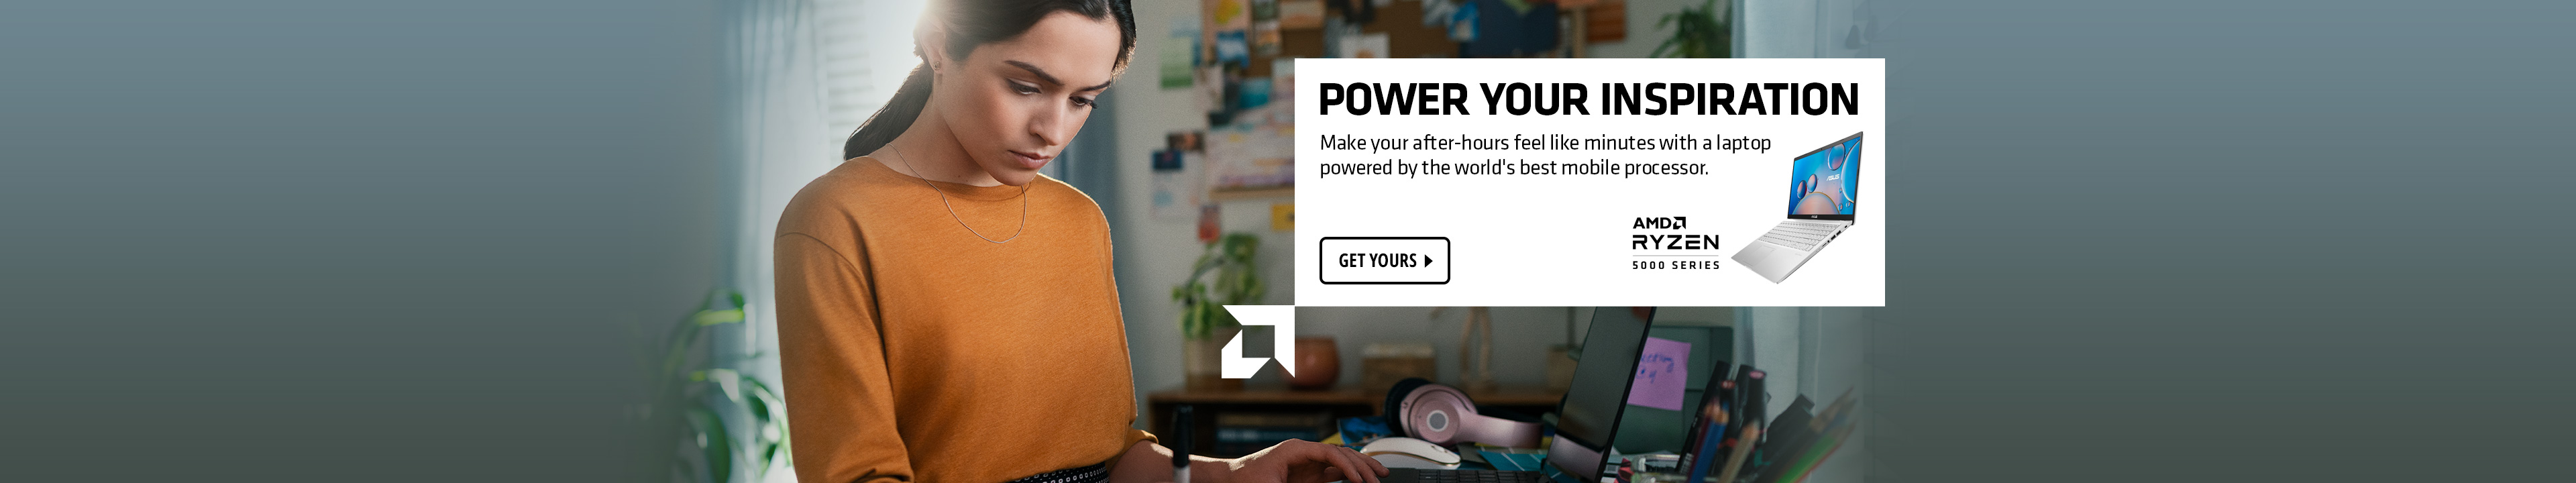 POWER YOUR INSPIRATION
Make your after-hours feel like minutes with a laptop
powered by the world's best mobile processor.
GET YOURS
AMD
RYZEN
5000 SERIES
ASUS